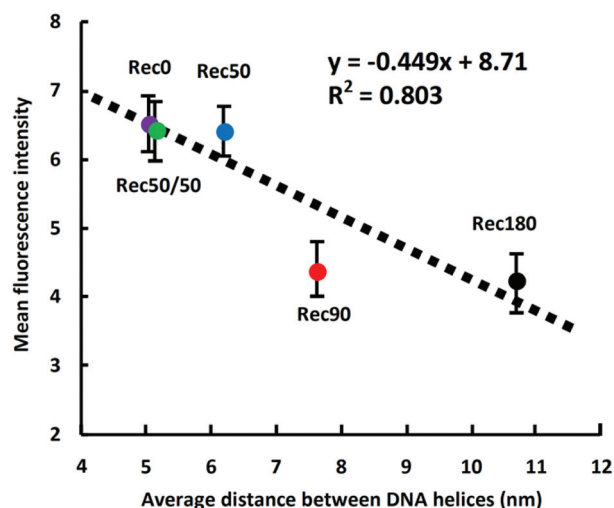 8
7
6
5
4
3
2
Mean fluorescence intensity
Rec0
Rec50
y = -0.449x + 8.71
R² = 0.803
Rec50/50
Rec180
Rec90
4 5 6 7 8 9 10 11 12
Average distance between DNA helices (nm)